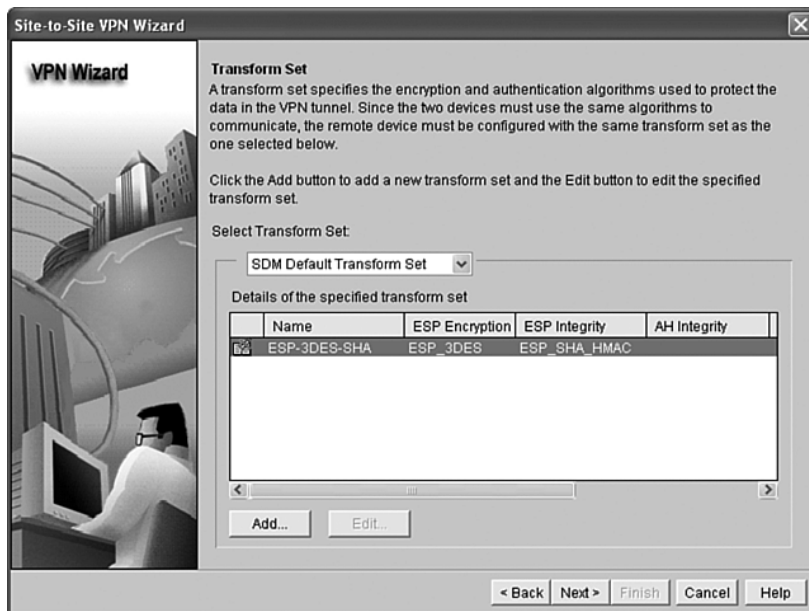 Site-to-Site VPN Wizard
VPN Wizard
Transform Set
A transform set specifies the encryption and authentication algorithms used to protect the
data in the VPN tunnel. Since the two devices must use the same algorithms to
communicate, the remote device must be configured with the same transform set as the
one selected below.
Click the Add button to add a new transform set and the Edit button to edit the specified
transform set.
Select Transform Set:
SDM Default Transform Set
Details of the specified transform set
Name ESP Encryption ESP Integrity AH Integrity
ESP-3DES-SHA ESP_3DES ESP_SHA_HMAC
Add... Edit...
< Back Next > Finish Cancel Help